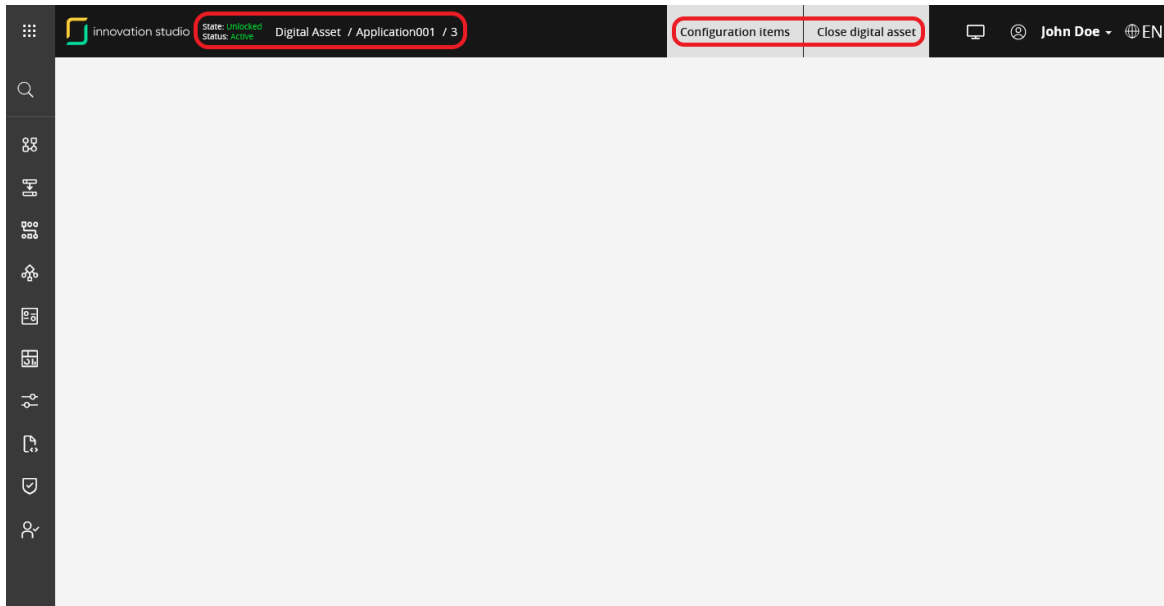 innovation studio
State: Unlocked
Status: Active
Digital Asset / Application001 / 3
Configuration items
Close digital asset
John Doe
EN